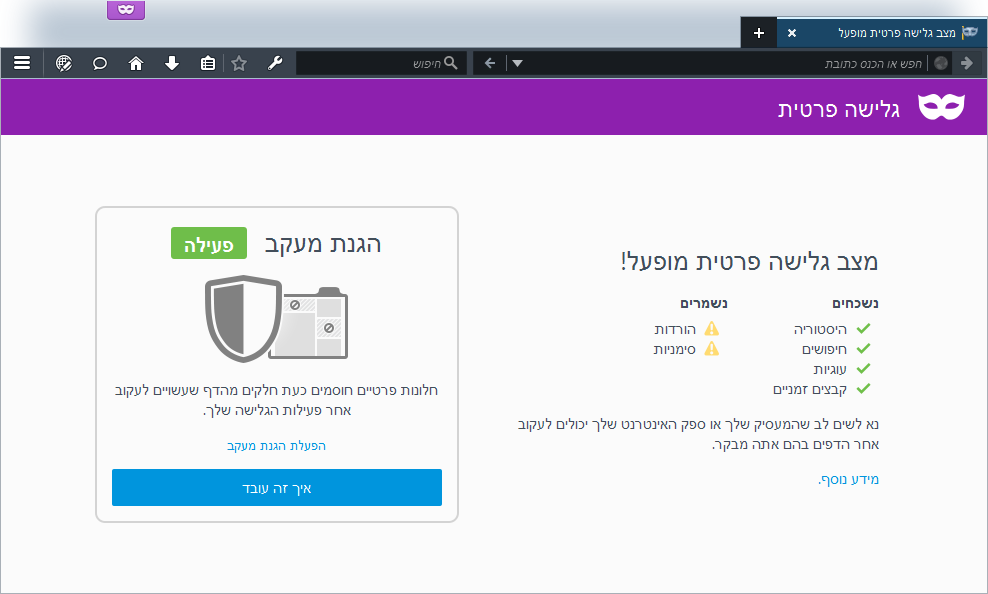 מצב גלישה פרטית מופעל
חפש או הכנס כתובת
חיפוש
גלישה פרטית
מצב גלישה פרטית מופעל!
נשכחים
היסטוריה
חיפושים
עוגיות
קבצים זמניים
נשמרים
הורדות
סימניות
נא לשים לב שהמעסיק שלך או ספק האינטרנט שלך יכולים לעקוב
אחר הדפים בהם אתה מבקר.
מידע נוסף.
הגנת מעקב פעילה
חלונות פרטיים חוסמים כעת חלקים מהדף שעשויים לעקוב
אחר פעילות הגלישה שלך.
הפעלת הגנת מעקב
איך זה עובד